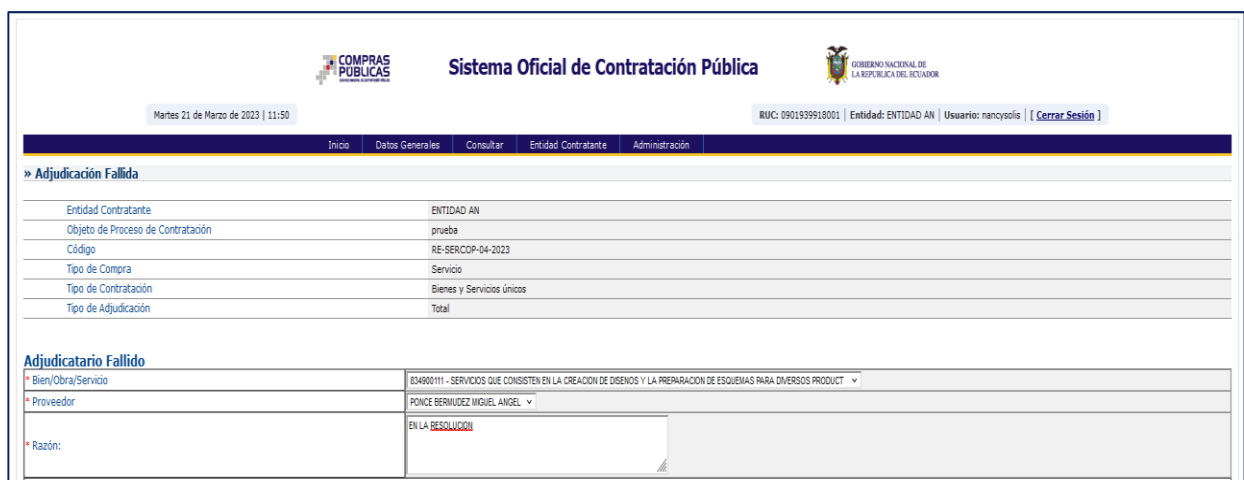 COMPRAS
PÚBLICAS
Sistema Oficial de Contratación Pública
GOBIERNO NACIONAL DE
LA REPUBLICA DEL ECUADOR
Martes 21 de Marzo de 2023 | 11:50
RUC: 0901939918001 | Entidad: ENTIDAD AN | Usuario: nancysolis | [ Cerrar Sesión ]
Inicio Datos Generales Consultar Entidad Contratante Administración
» Adjudicación Fallida
Entidad Contratante ENTIDAD AN
Objeto de Proceso de Contratación prueba
Código RE-SERCOP-04-2023
Tipo de Compra Servicio
Tipo de Contratación Bienes y Servicios únicos
Tipo de Adjudicación Total
Adjudicatario Fallido
* Bien/Obra/Servicio 834900111 - SERVICIOS QUE CONSISTEN EN LA CREACION DE DISENOS Y LA PREPARACION DE ESQUEMAS PARA DIVERSOS PRODUCT
* Proveedor PONCE BERMUDEZ MIGUEL ANGEL
* Razón: EN LA RESOLUCION